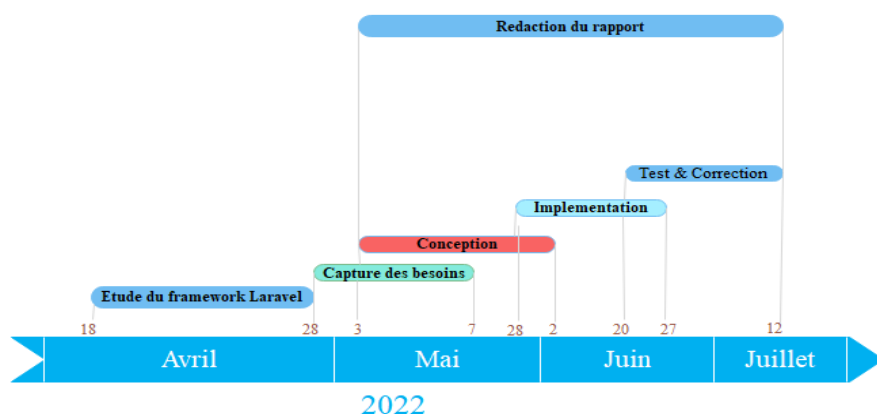 Redaction du rapport
Test & Correction
Implementation
Conception
Capture des besoins
Etude du framework Laravel
18 28 3 7 28 2 20 27 12
Avril Mai Juin Juillet
2022